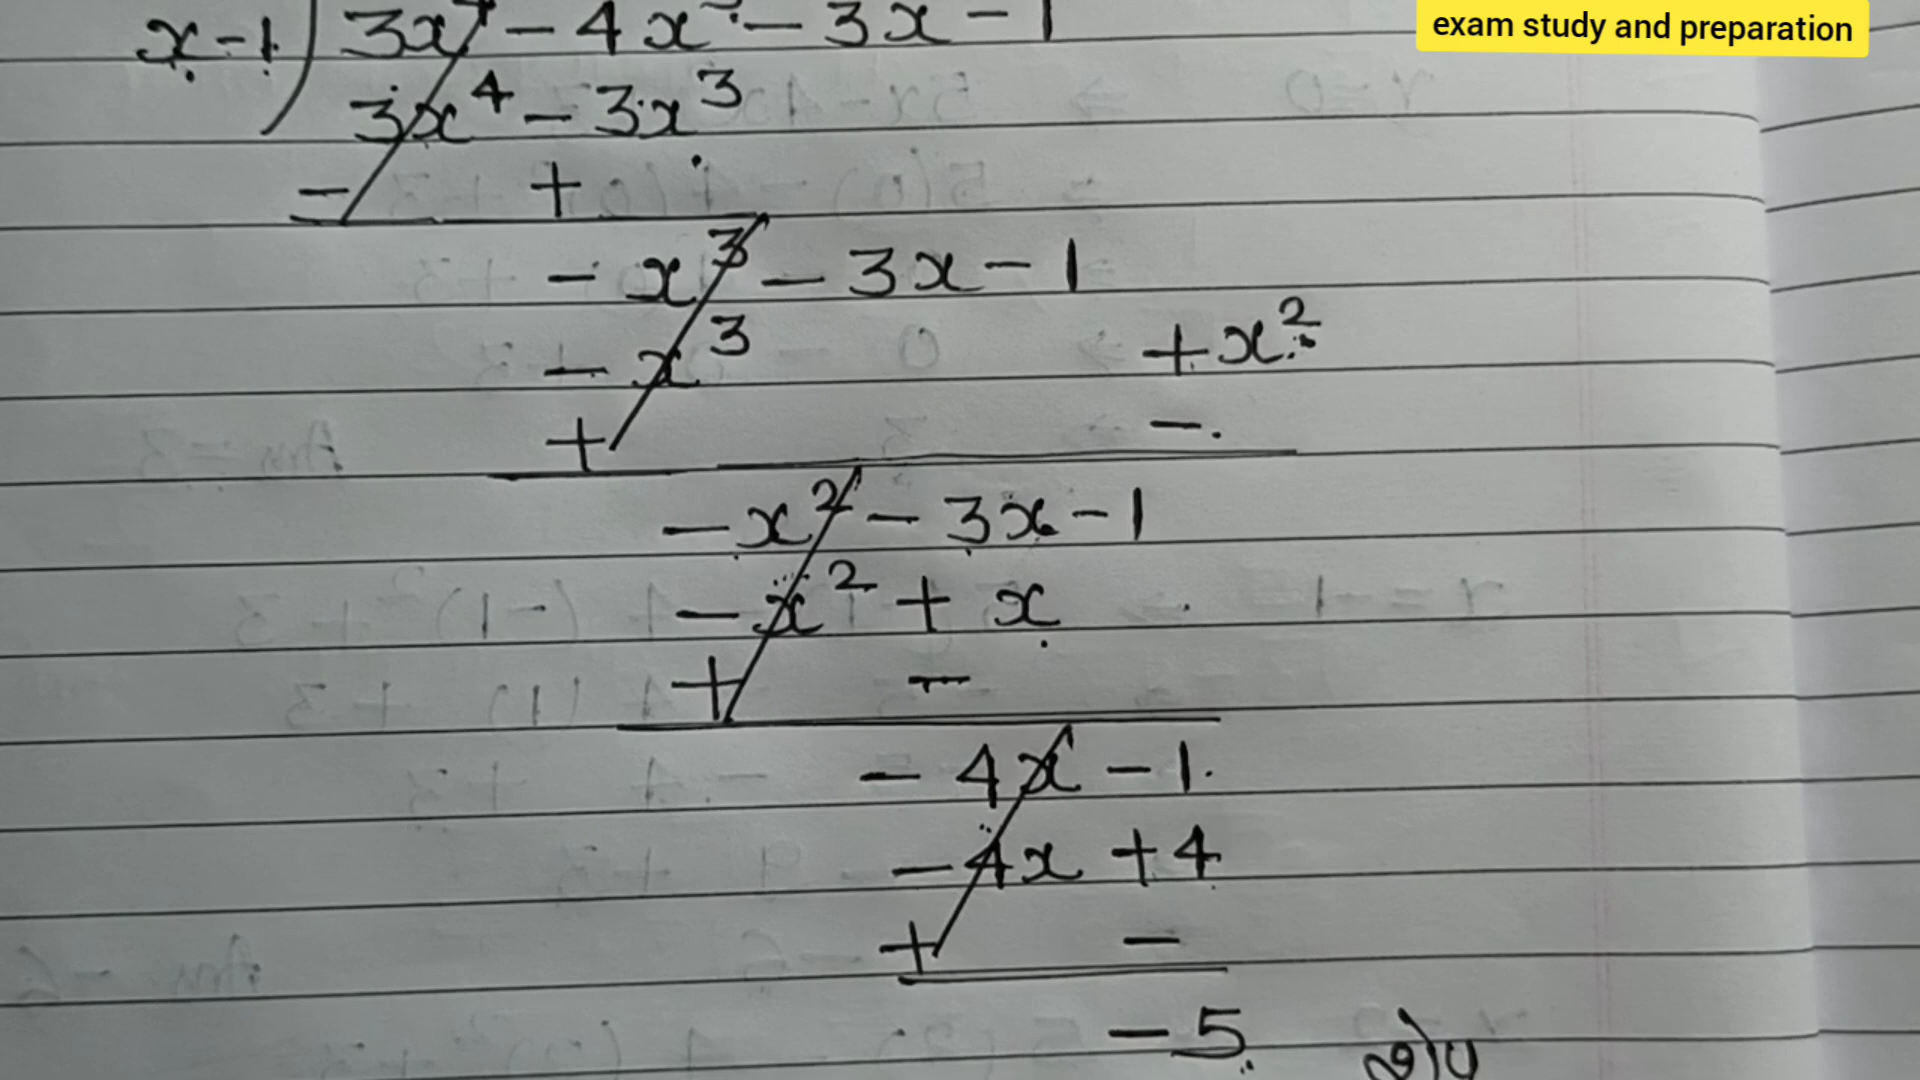 exam study and preparation
x-1) 3x⁴ - 4x³ - 3x - 1
3x⁴ - 3x³
- +
- x³ - 3x - 1
- x³ + x²
+ -
- x² - 3x - 1
- x² + x
+ -
- 4x - 1
- 4x + 4
+ -
- 5